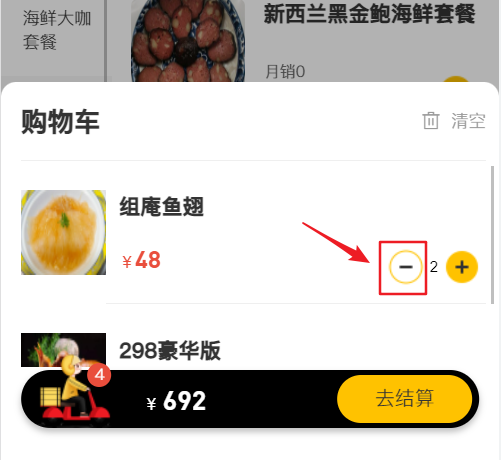 海鲜大咖
套餐
新西兰黑金鲍海鲜套餐
月销0
购物车
清空
组庵鱼翅
¥48
2
298豪华版
4
¥ 692
去结算